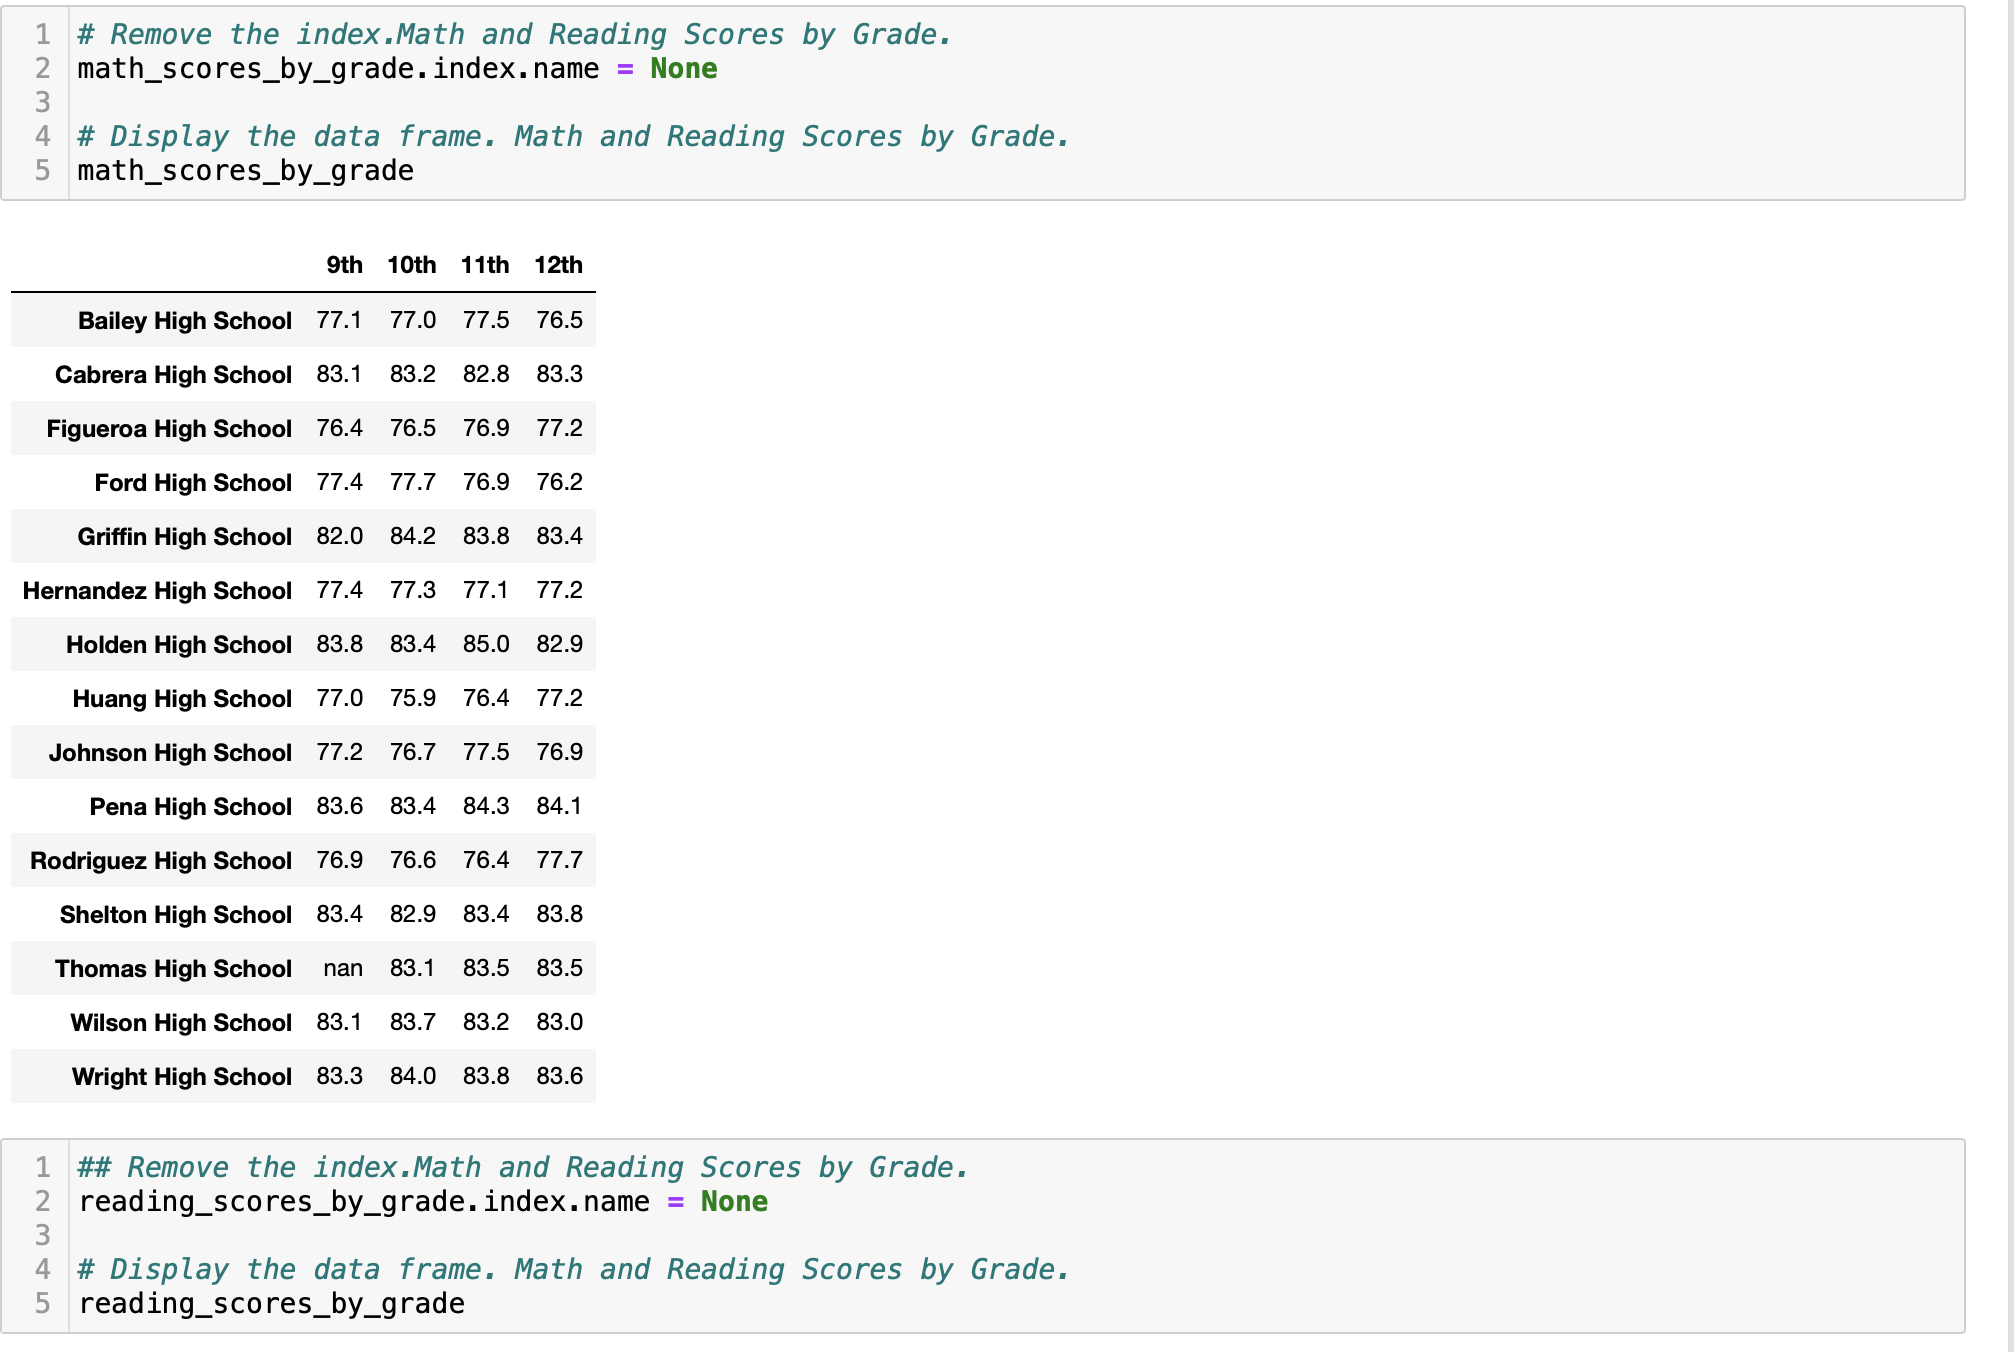 1 # Remove the index.Math and Reading Scores by Grade.
2 math_scores_by_grade.index.name = None
3
4 # Display the data frame. Math and Reading Scores by Grade.
5 math_scores_by_grade
9th 10th 11th 12th
Bailey High School 77.1 77.0 77.5 76.5
Cabrera High School 83.1 83.2 82.8 83.3
Figueroa High School 76.4 76.5 76.9 77.2
Ford High School 77.4 77.7 76.9 76.2
Griffin High School 82.0 84.2 83.8 83.4
Hernandez High School 77.4 77.3 77.1 77.2
Holden High School 83.8 83.4 85.0 82.9
Huang High School 77.0 75.9 76.4 77.2
Johnson High School 77.2 76.7 77.5 76.9
Pena High School 83.6 83.4 84.3 84.1
Rodriguez High School 76.9 76.6 76.4 77.7
Shelton High School 83.4 82.9 83.4 83.8
Thomas High School nan 83.1 83.5 83.5
Wilson High School 83.1 83.7 83.2 83.0
Wright High School 83.3 84.0 83.8 83.6
1 ## Remove the index.Math and Reading Scores by Grade.
2 reading_scores_by_grade.index.name = None
3
4 # Display the data frame. Math and Reading Scores by Grade.
5 reading_scores_by_grade